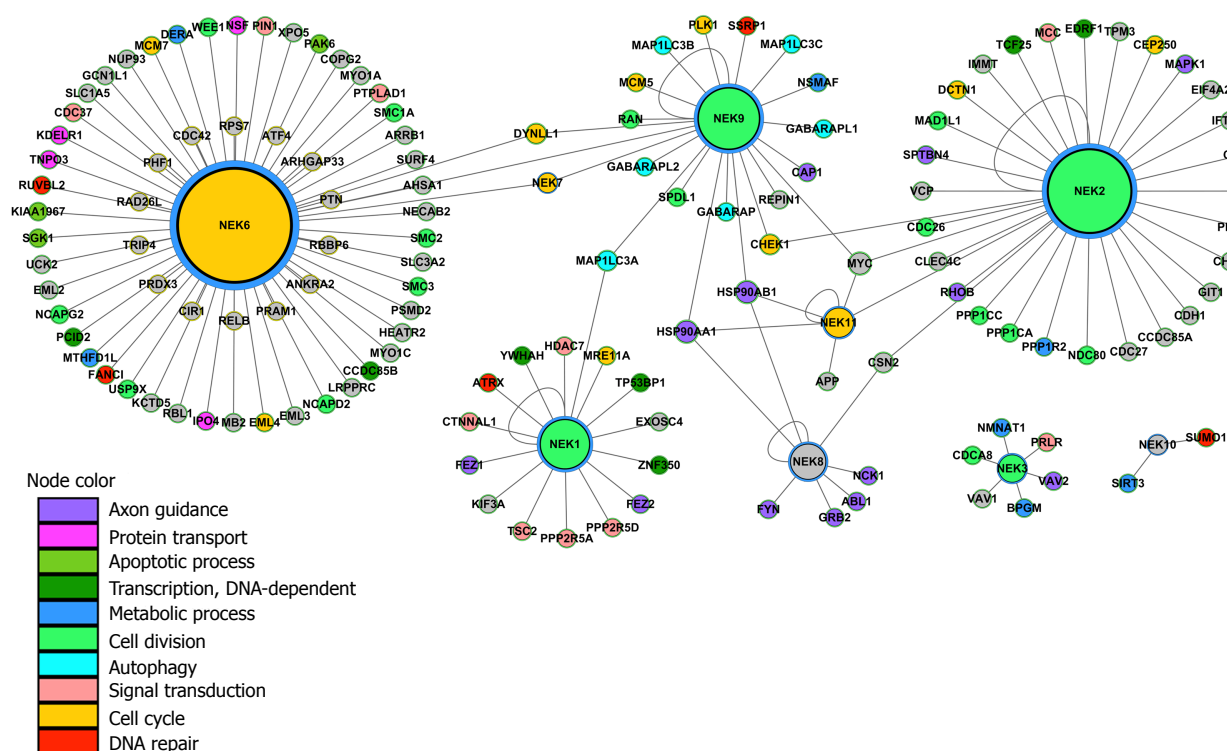 WEE1
NSF
PIN1
DERA
XPO5
MCM7
PAK6
NUP93
COPG2
GCN1L1
MYO1A
SLC1A5
PTPLAD1
CDC37
SMC1A
KDELR1
ARRB1
TNPO3
SURF4
RUVBL2
AHSA1
KIAA1967
NECAB2
SGK1
SMC2
UCK2
SLC3A2
EML2
SMC3
NCAPG2
PSMD2
PCID2
HEATR2
MTHFD1L
MYO1C
FANCI
CCDC85B
USP9X
LRPPRC
KCTD5
NCAPD2
RBL1
EML3
IPO4
MB2
EML4
RPS7
CDC42
ATF4
PHF1
ARHGAP33
RAD26L
PTN
NEK6
TRIP4
RBBP6
PRDX3
ANKRA2
CIR1
PRAM1
RELB
PLK1
SSRP1
MAP1LC3B
MAP1LC3C
MCM5
NSMAF
NEK9
RAN
GABARAPL1
DYNLL1
GABARAPL2
CAP1
NEK7
SPDL1
REPIN1
GABARAP
CHEK1
MAP1LC3A
MYC
HSP90AB1
HSP90AA1
NEK11
APP
CSN2
EDRF1
TPM3
MCC
TCF25
CEP250
IMMT
MAPK1
DCTN1
EIF4A2
MAD1L1
IFT
SPTBN4
C
VCP
NEK2
CDC26
P
CLEC4C
CH
RHOB
GIT1
PPP1CC
CDH1
PPP1CA
CCDC85A
PPP1R2
CDC27
NDC80
HDAC7
YWHAH
MRE11A
ATRX
TP53BP1
CTNNAL1
EXOSC4
NEK1
FEZ1
ZNF350
KIF3A
FEZ2
TSC2
PPP2R5D
PPP2R5A
NEK8
NCK1
ABL1
FYN
GRB2
NMNAT1
PRLR
CDCA8
NEK3
VAV2
VAV1
BPGM
NEK10
SUMO1
SIRT3
Node color
Axon guidance
Protein transport
Apoptotic process
Transcription, DNA-dependent
Metabolic process
Cell division
Autophagy
Signal transduction
Cell cycle
DNA repair